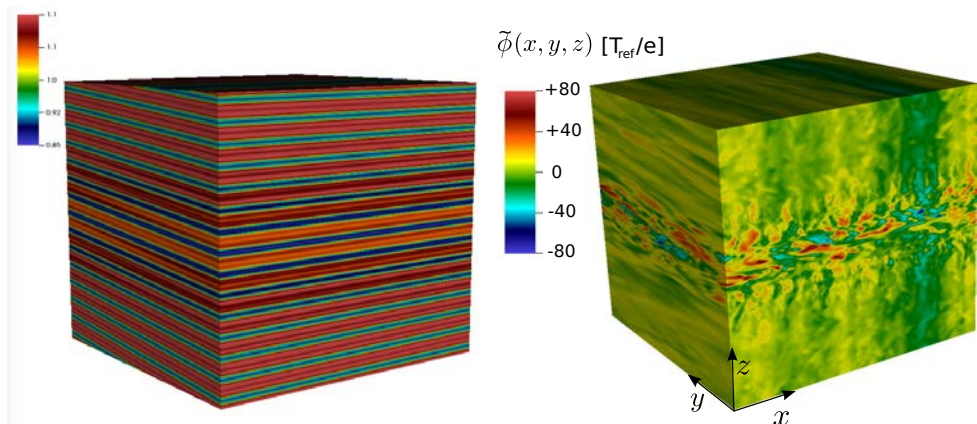 1.1
1.1
1.0
0.92
0.85
φ̃(x, y, z) [T_ref/e]
+80
+40
0
-40
-80
z
y
x